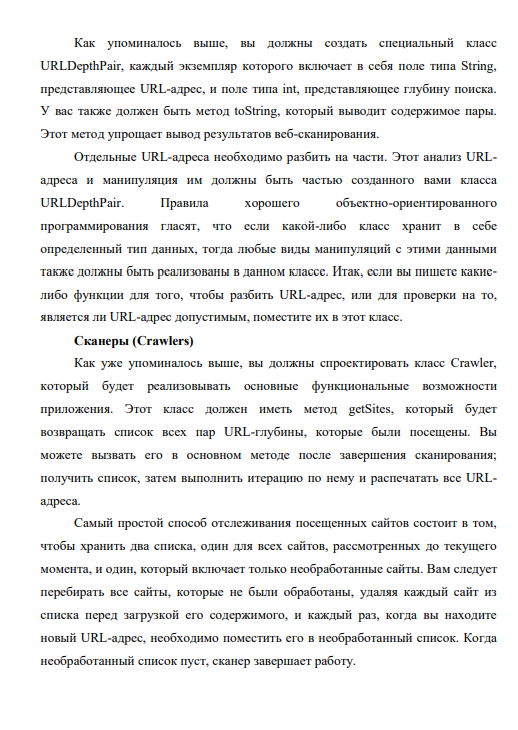 Как упоминалось выше, вы должны создать специальный класс
URLDepthPair, каждый экземпляр которого включает в себя поле типа String,
представляющее URL-адрес, и поле типа int, представляющее глубину поиска.
У вас также должен быть метод toString, который выводит содержимое пары.
Этот метод упрощает вывод результатов веб-сканирования.
Отдельные URL-адреса необходимо разбить на части. Этот анализ URL-
адреса и манипуляция им должны быть частью созданного вами класса
URLDepthPair. Правила хорошего объектно-ориентированного
программирования гласят, что если какой-либо класс хранит в себе
определенный тип данных, тогда любые виды манипуляций с этими данными
также должны быть реализованы в данном классе. Итак, если вы пишете какие-
либо функции для того, чтобы разбить URL-адрес, или для проверки на то,
является ли URL-адрес допустимым, поместите их в этот класс.
Сканеры (Crawlers)
Как уже упоминалось выше, вы должны спроектировать класс Crawler,
который будет реализовывать основные функциональные возможности
приложения. Этот класс должен иметь метод getSites, который будет
возвращать список всех пар URL-глубины, которые были посещены. Вы
можете вызвать его в основном методе после завершения сканирования;
получить список, затем выполнить итерацию по нему и распечатать все URL-
адреса.
Самый простой способ отслеживания посещенных сайтов состоит в том,
чтобы хранить два списка, один для всех сайтов, рассмотренных до текущего
момента, и один, который включает только необработанные сайты. Вам следует
перебирать все сайты, которые не были обработаны, удаляя каждый сайт из
списка перед загрузкой его содержимого, и каждый раз, когда вы находите
новый URL-адрес, необходимо поместить его в необработанный список. Когда
необработанный список пуст, сканер завершает работу.